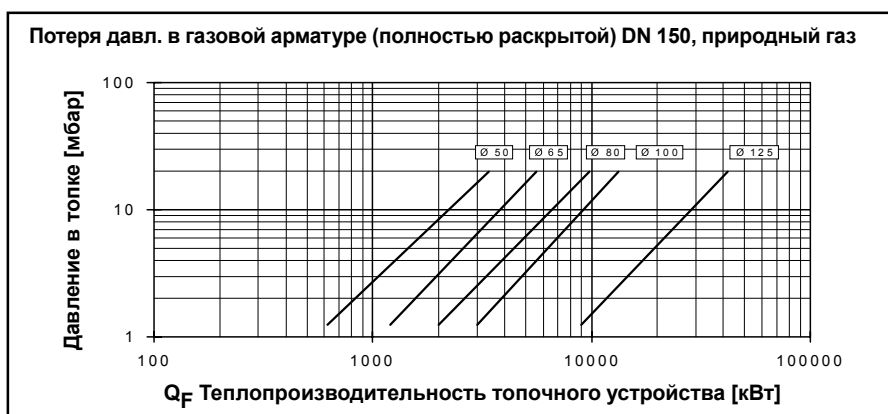 Потеря давл. в газовой арматуре (полностью раскрытой) DN 150, природный газ
Давление в топке [мбар]
100
10
1
Ø 50 Ø 65 Ø 80 Ø 100 Ø 125
100 1000 10000 100000
QF Теплопроизводительность топочного устройства [кВт]